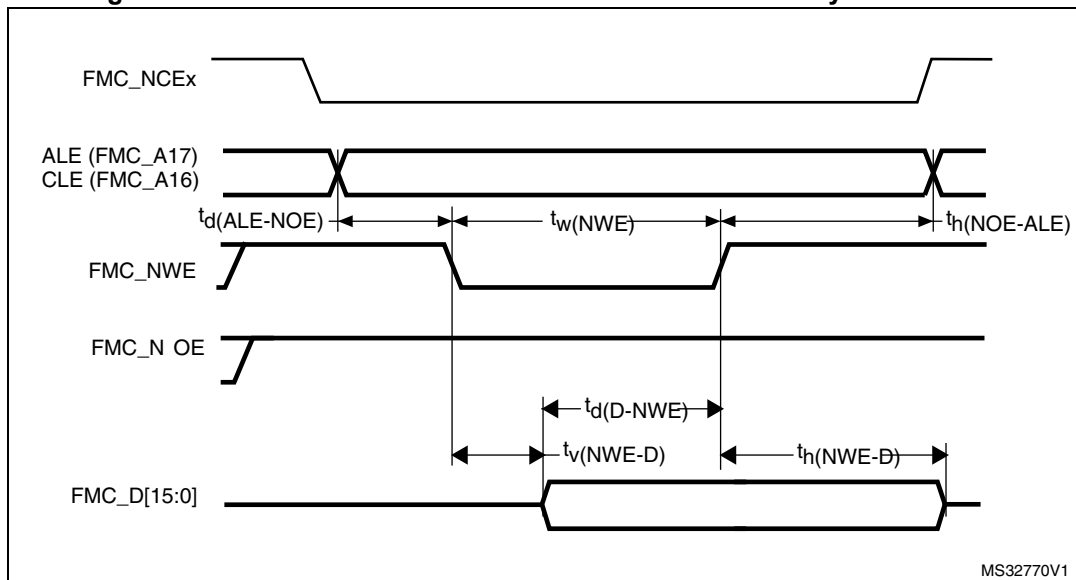 FMC_NCEx
ALE (FMC_A17)
CLE (FMC_A16)
td(ALE-NOE)
tw(NWE)
th(NOE-ALE)
FMC_NWE
FMC_N OE
td(D-NWE)
tv(NWE-D)
th(NWE-D)
FMC_D[15:0]
MS32770V1